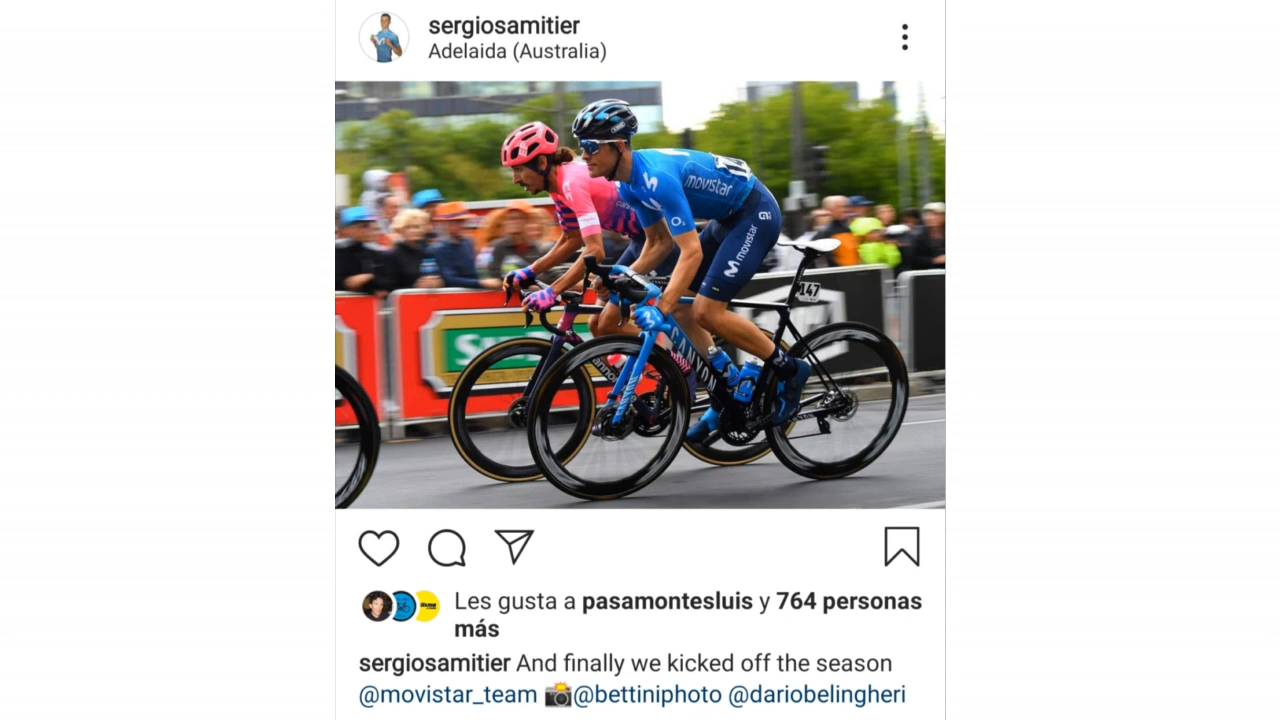 sergiosamitier
Adelaida (Australia)
movistar
O2
movistar
147
CANYON
Les gusta a pasamontesluis y 764 personas
más
sergiosamitier And finally we kicked off the season
@movistar_team 📸@bettiniphoto @dariobelingheri